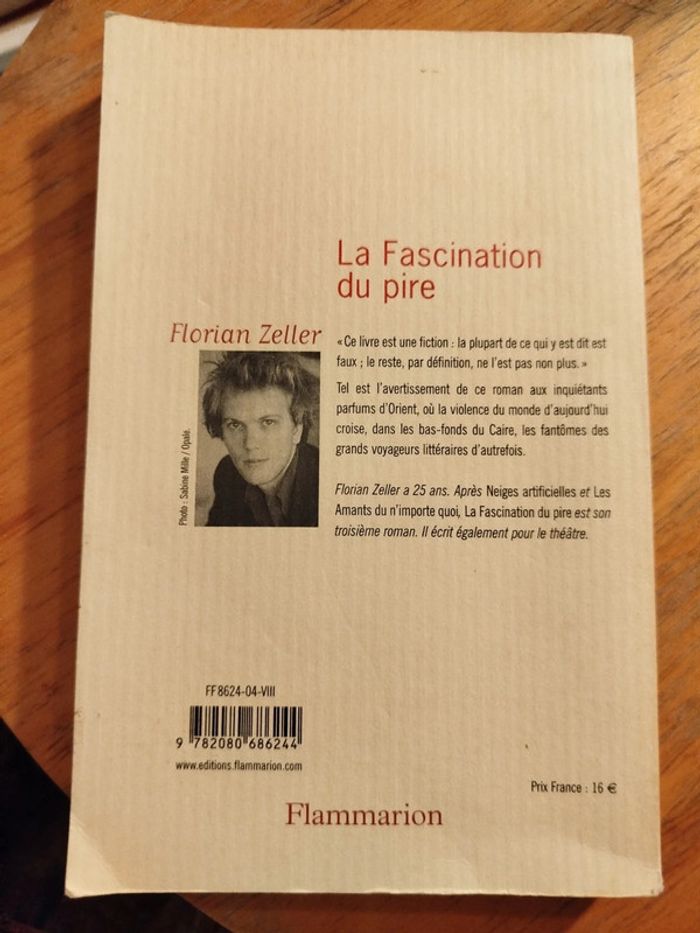 La Fascination
du pire
Florian Zeller
Photo : Sabine Mille / Opale.
« Ce livre est une fiction : la plupart de ce qui y est dit est
faux ; le reste, par définition, ne l'est pas non plus. »
Tel est l'avertissement de ce roman aux inquiétants
parfums d'Orient, où la violence du monde d'aujourd'hui
croise, dans les bas-fonds du Caire, les fantômes des
grands voyageurs littéraires d'autrefois.
Florian Zeller a 25 ans. Après Neiges artificielles et Les
Amants du n'importe quoi, La Fascination du pire est son
troisième roman. Il écrit également pour le théâtre.
FF8624-04-VIII
9 782080 686244
www.editions.flammarion.com
Prix France : 16 €
Flammarion